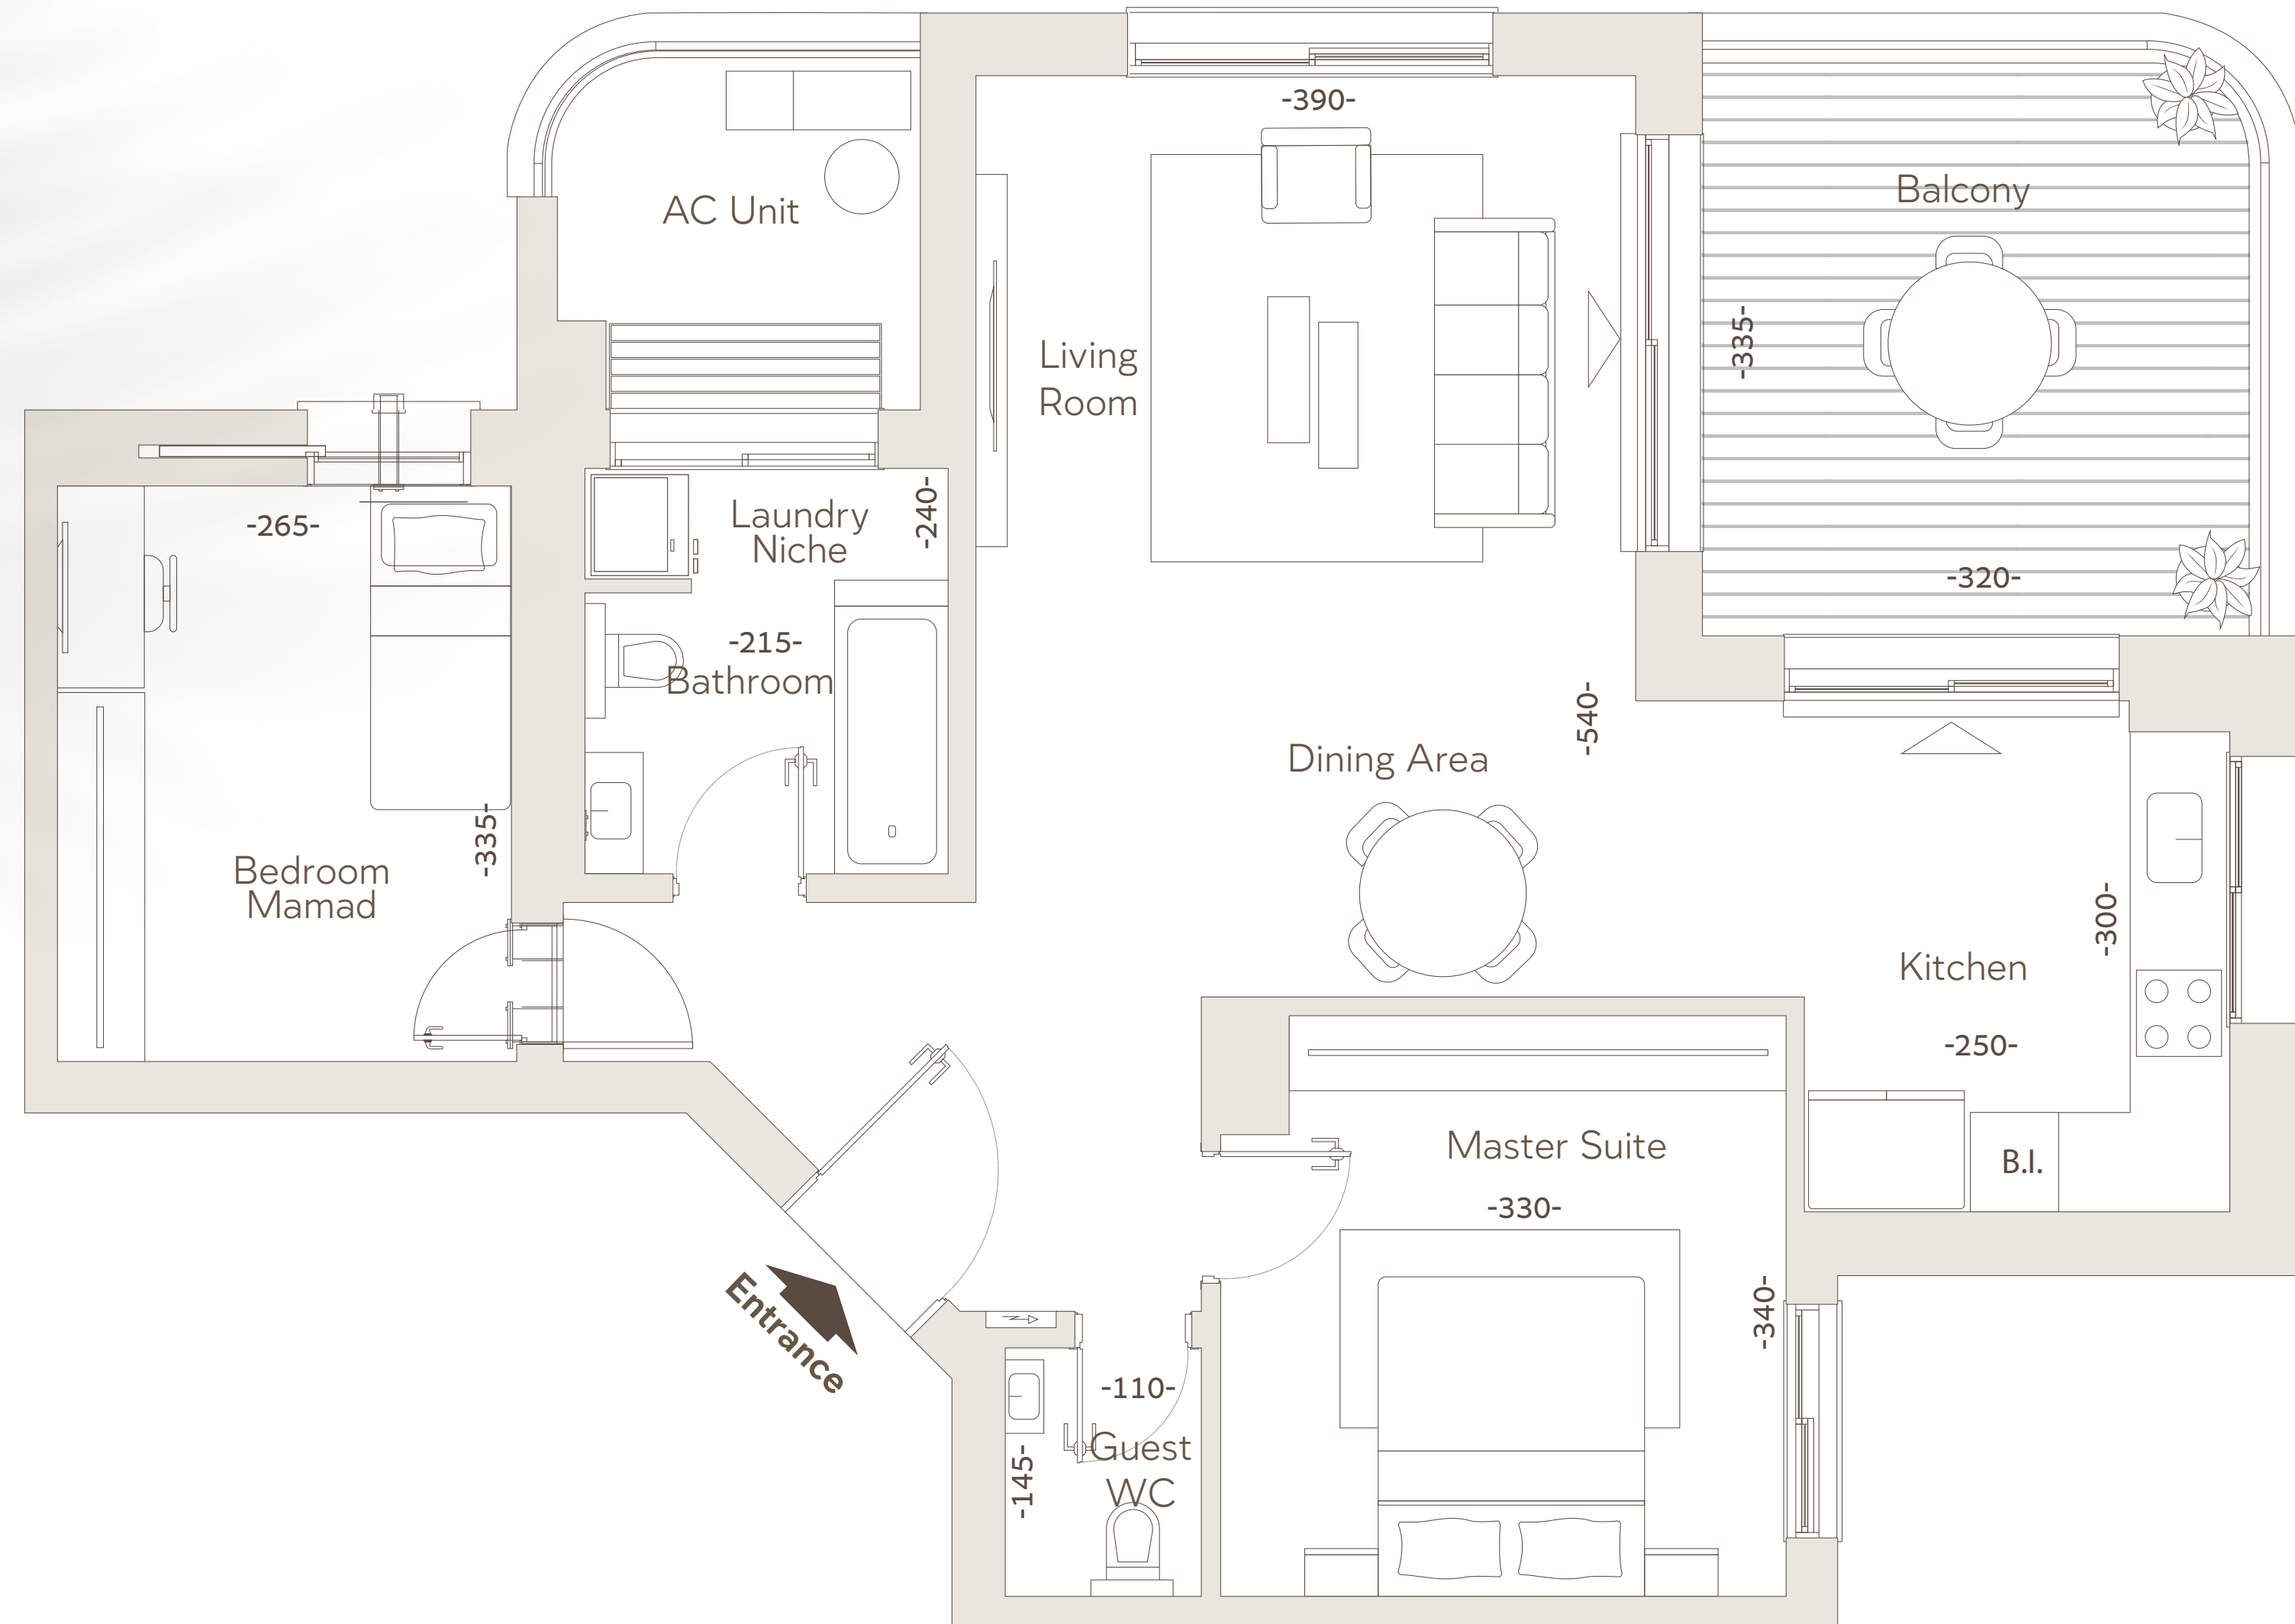 -390-
AC Unit
Balcony
Living
Room
-335-
Laundry
Niche
-240-
-265-
-320-
-215-
Bathroom
-540-
Dining Area
-335-
Bedroom
Mamad
-300-
Kitchen
-250-
Master Suite
B.I.
-330-
Entrance
-340-
-110-
Guest
WC
-145-